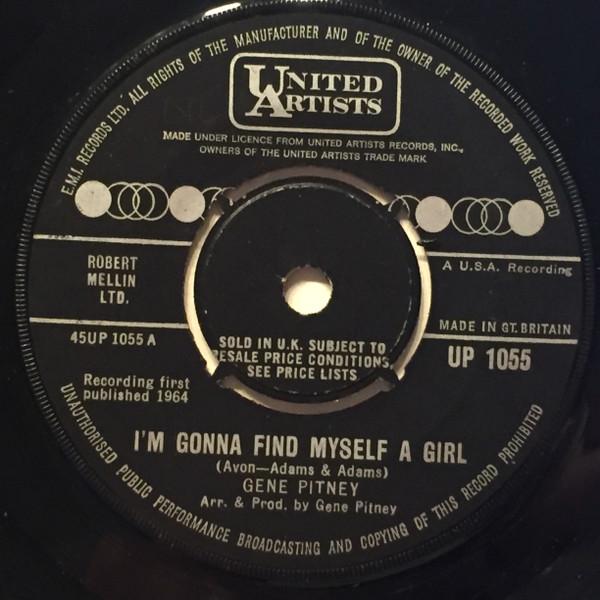 E.M.I. RECORDS LTD. ALL RIGHTS OF THE MANUFACTURER AND OF THE OWNER OF THE RECORDED WORK RESERVED
UNITED
ARTISTS
MADE UNDER LICENCE FROM UNITED ARTISTS RECORDS, INC.,
OWNERS OF THE UNITED ARTISTS TRADE MARK
ROBERT
MELLIN
LTD.
A U.S.A. Recording
45UP 1055 A
MADE IN GT. BRITAIN
UP 1055
SOLD IN U.K. SUBJECT TO
RESALE PRICE CONDITIONS,
SEE PRICE LISTS
Recording first
published 1964
I'M GONNA FIND MYSELF A GIRL
(Avon—Adams & Adams)
GENE PITNEY
Arr. & Prod. by Gene Pitney
UNAUTHORISED PUBLIC PERFORMANCE BROADCASTING AND COPYING OF THIS RECORD PROHIBITED